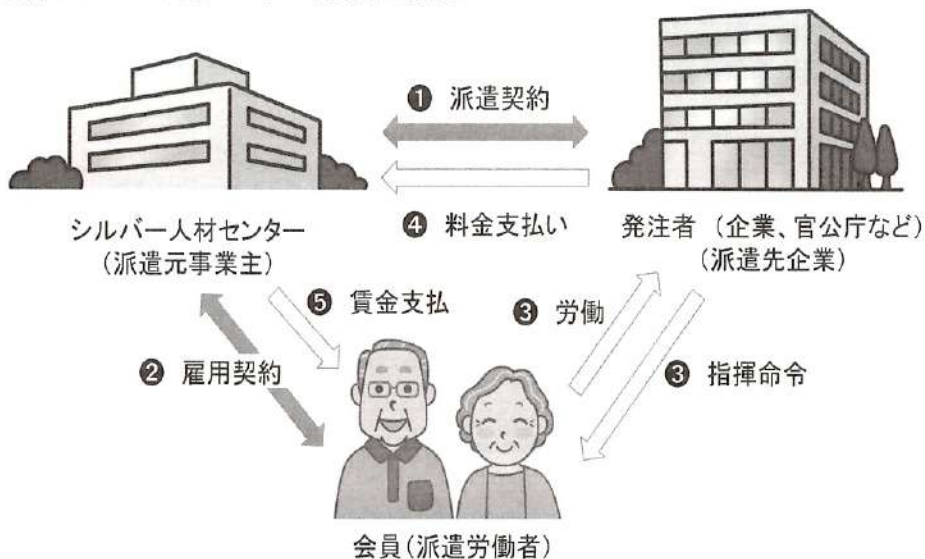 ❶ 派遣契約
❹ 料金支払い
シルバー人材センター
(派遣元事業主)
発注者 (企業、官公庁など)
(派遣先企業)
❺ 賃金支払
❸ 労働
❷ 雇用契約
❸ 指揮命令
会員(派遣労働者)